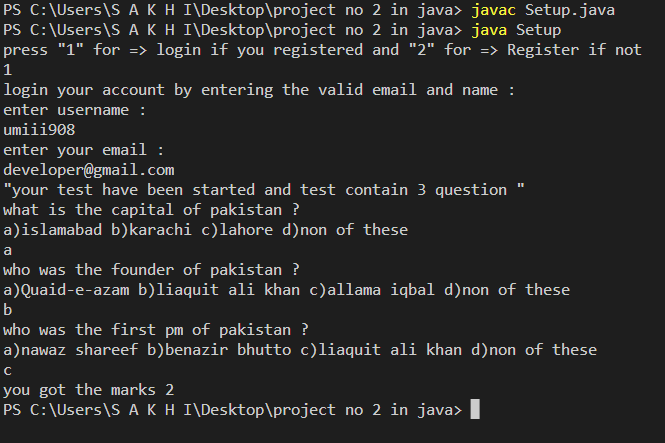 PS C:\Users\S A K H I\Desktop\project no 2 in java> javac Setup.java
PS C:\Users\S A K H I\Desktop\project no 2 in java> java Setup
press "1" for => login if you registered and "2" for => Register if not
1
login your account by entering the valid email and name :
enter username :
umiii908
enter your email :
developer@gmail.com
"your test have been started and test contain 3 question "
what is the capital of pakistan ?
a)islamabad b)karachi c)lahore d)non of these
a
who was the founder of pakistan ?
a)Quaid-e-azam b)liaquit ali khan c)allama iqbal d)non of these
b
who was the first pm of pakistan ?
a)nawaz shareef b)benazir bhutto c)liaquit ali khan d)non of these
c
you got the marks 2
PS C:\Users\S A K H I\Desktop\project no 2 in java>